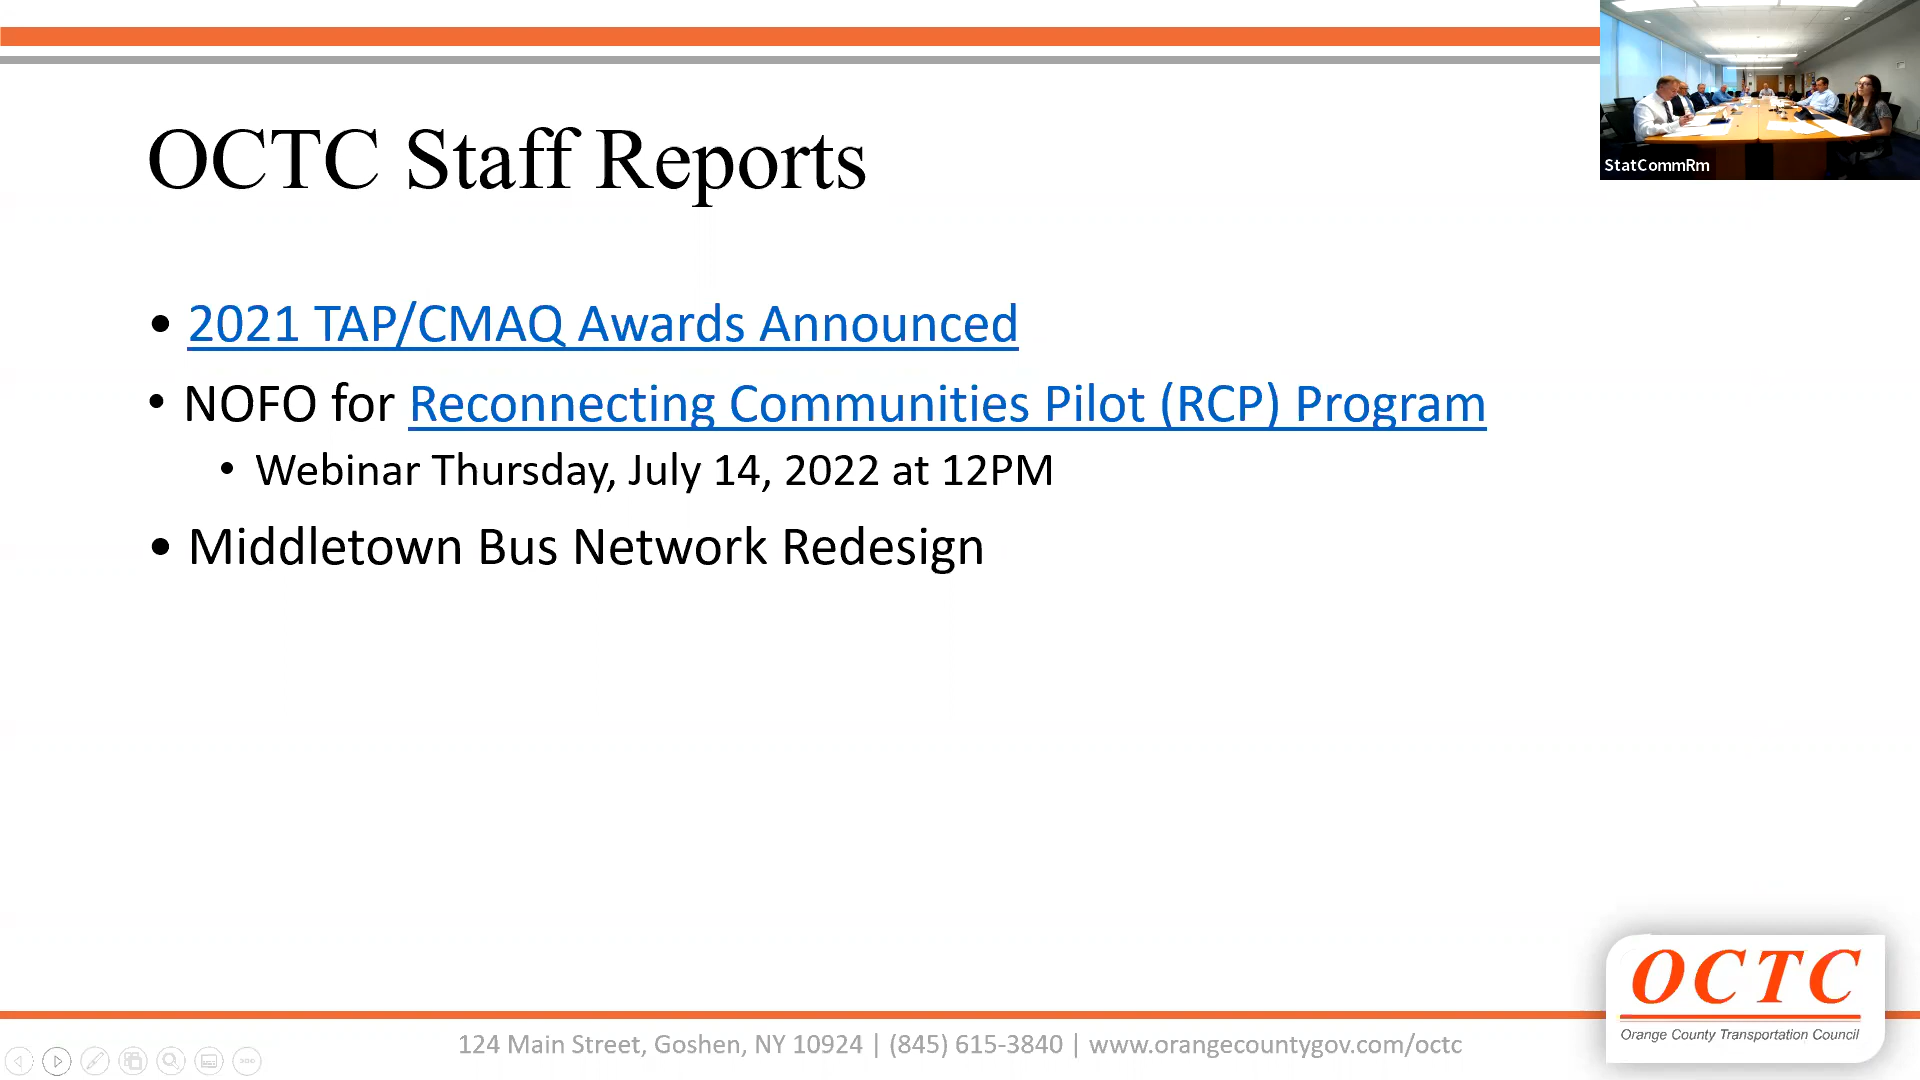 StatCommRm
OCTC Staff Reports
• 2021 TAP/CMAQ Awards Announced
• NOFO for Reconnecting Communities Pilot (RCP) Program
• Webinar Thursday, July 14, 2022 at 12PM
• Middletown Bus Network Redesign
OCTC
Orange County Transportation Council
124 Main Street, Goshen, NY 10924 | (845) 615-3840 | www.orangecountygov.com/octc